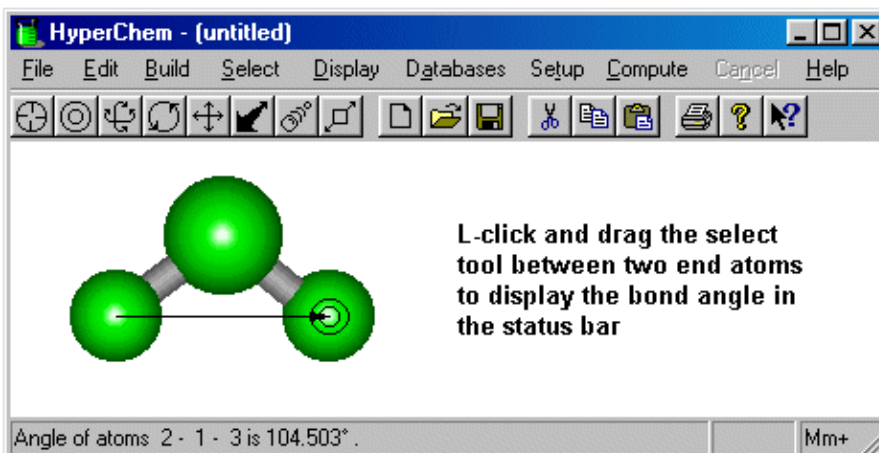 HyperChem - (untitled)
File Edit Build Select Display Databases Setup Compute Cancel Help
L-click and drag the select
tool between two end atoms
to display the bond angle in
the status bar
Angle of atoms 2 - 1 - 3 is 104.503° .
Mm+